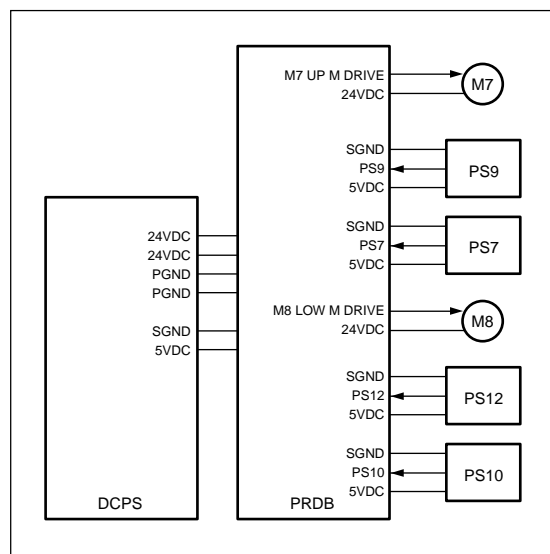 24VDC
24VDC
PGND
PGND
SGND
5VDC
DCPS
M7 UP M DRIVE
24VDC
SGND
PS9
5VDC
SGND
PS7
5VDC
M8 LOW M DRIVE
24VDC
SGND
PS12
5VDC
SGND
PS10
5VDC
PRDB
M7
PS9
PS7
M8
PS12
PS10